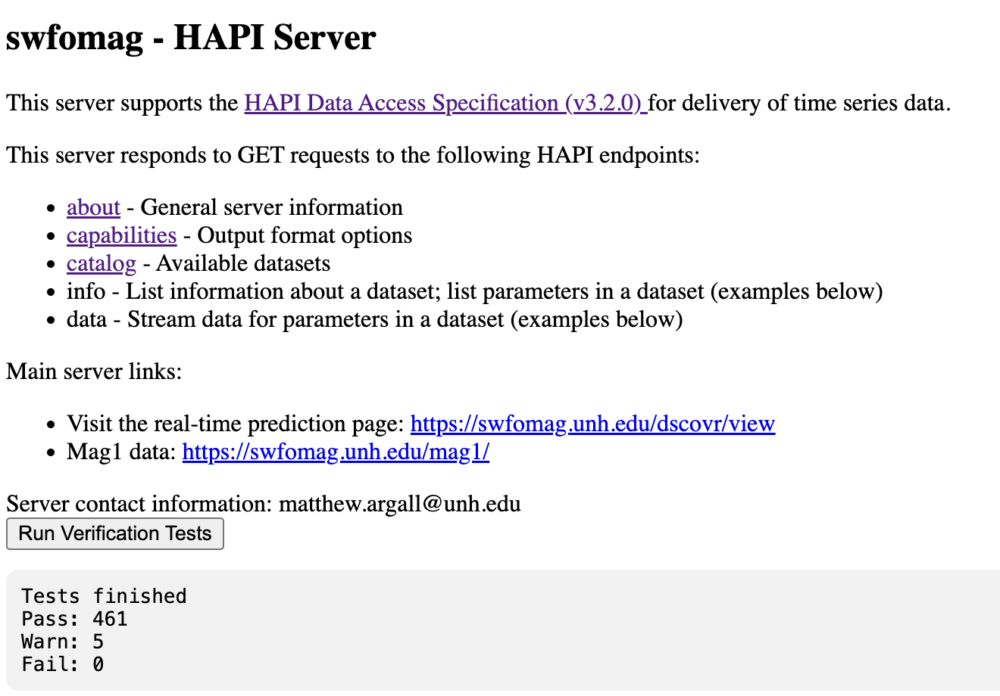 swfomag - HAPI Server
This server supports the HAPI Data Access Specification (v3.2.0) for delivery of time series data.
This server responds to GET requests to the following HAPI endpoints:
• about - General server information
• capabilities - Output format options
• catalog - Available datasets
• info - List information about a dataset; list parameters in a dataset (examples below)
• data - Stream data for parameters in a dataset (examples below)
Main server links:
• Visit the real-time prediction page: https://swfomag.unh.edu/dscovr/view
• Mag1 data: https://swfomag.unh.edu/mag1/
Server contact information: matthew.argall@unh.edu
Run Verification Tests
Tests finished
Pass: 461
Warn: 5
Fail: 0